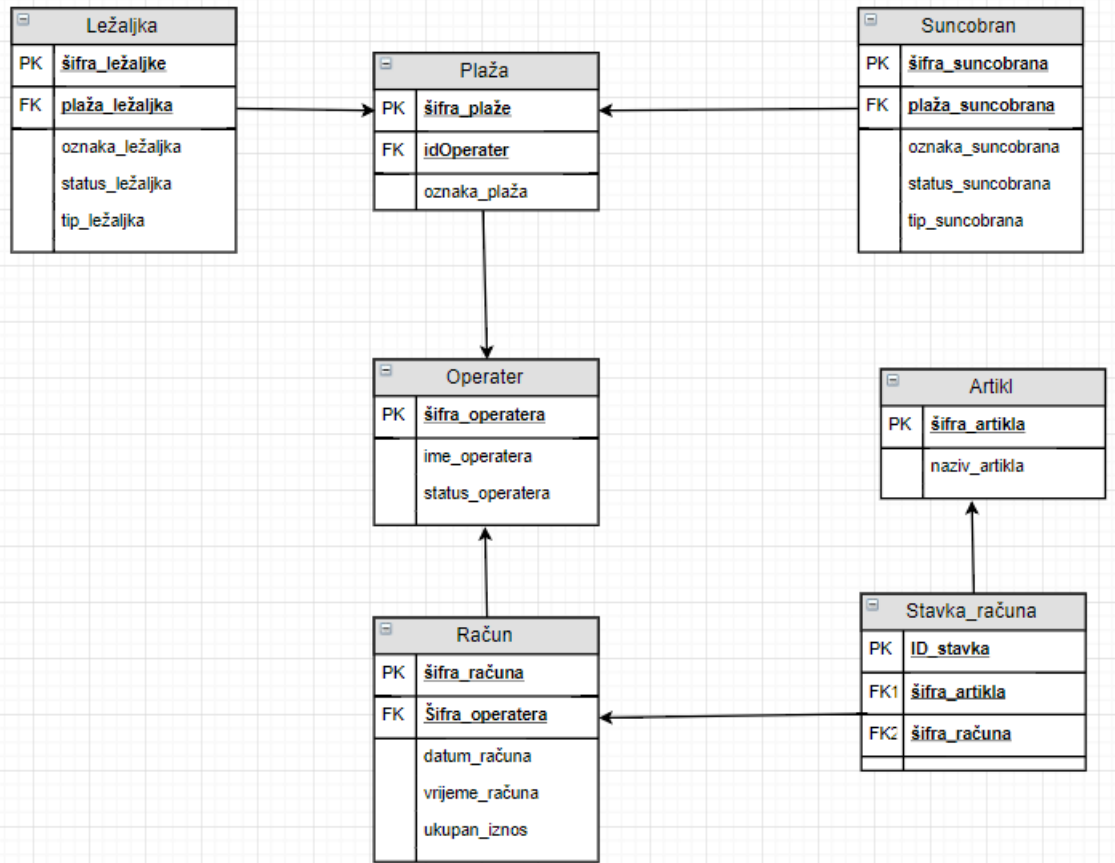 Ležaljka
PK šifra_ležaljke
FK plaža_ležaljka
oznaka_ležaljka
status_ležaljka
tip_ležaljka
Plaža
PK šifra_plaže
FK idOperater
oznaka_plaža
Suncobran
PK šifra_suncobrana
FK plaža_suncobrana
oznaka_suncobrana
status_suncobrana
tip_suncobrana
Operater
PK šifra_operatera
ime_operatera
status_operatera
Artikl
PK šifra_artikla
naziv_artikla
Račun
PK šifra_računa
FK Šifra_operatera
datum_računa
vrijeme_računa
ukupan_iznos
Stavka_računa
PK ID_stavka
FK1 šifra_artikla
FK2 šifra_računa